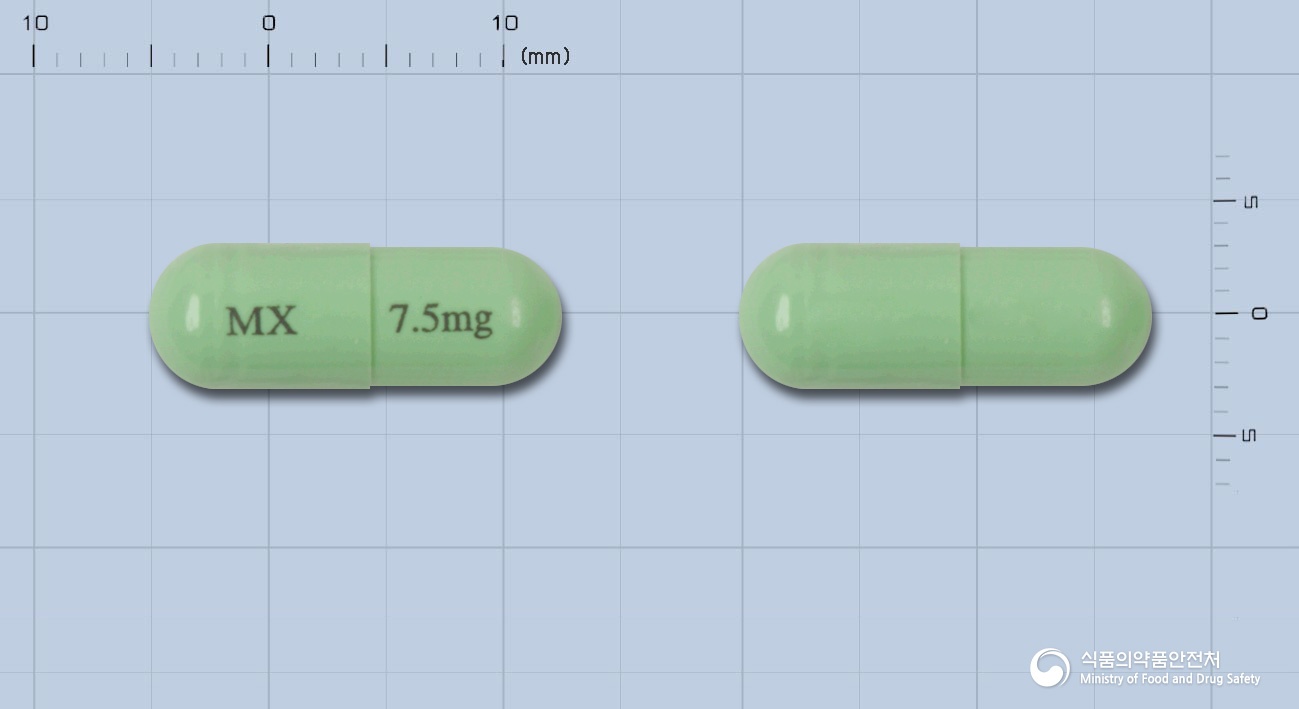 10 0 10 (mm)
5
0
5
MX 7.5mg
식품의약품안전처
Ministry of Food and Drug Safety